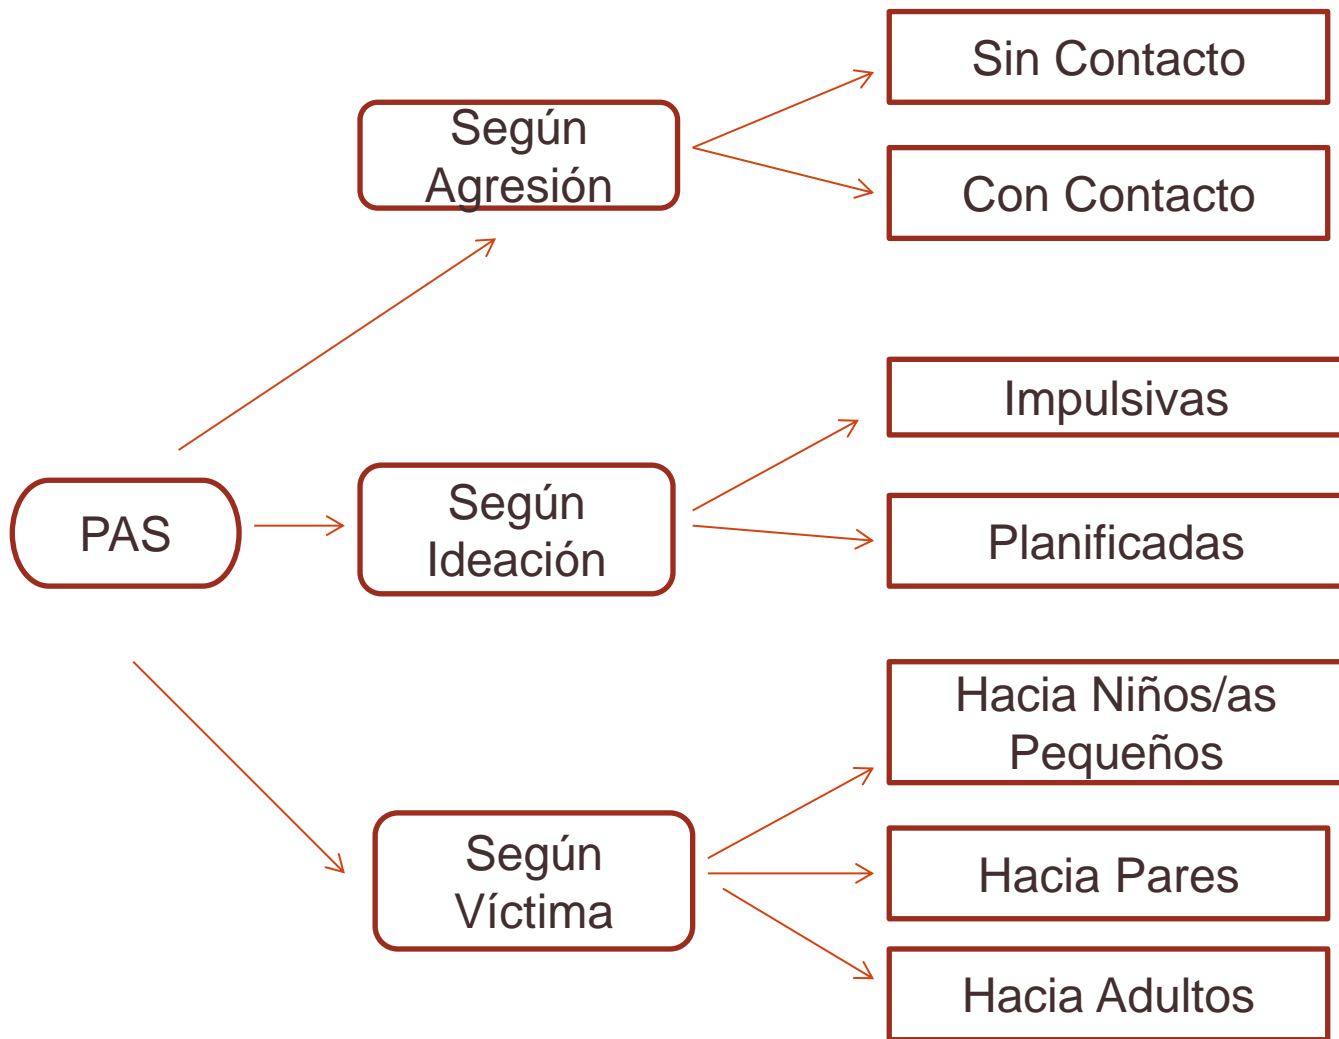 PAS
Según
Agresión
Sin Contacto
Con Contacto
Según
Ideación
Impulsivas
Planificadas
Según
Víctima
Hacia Niños/as
Pequeños
Hacia Pares
Hacia Adultos